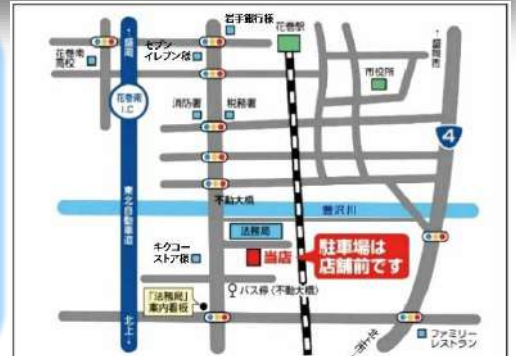 岩手銀行様
花巻駅
↑盛岡
セブン
イレブン様
花巻南
高校
市役所
↑盛岡市
花巻南
I.C
消防署
税務署
4
東北自動車道
不動大橋
豊沢川
法務局
キクコー
ストア様
当店
駐車場は
店舗前です
「法務局」
案内看板
バス停〈不動大橋〉
北上↓
ファミリー
レストラン